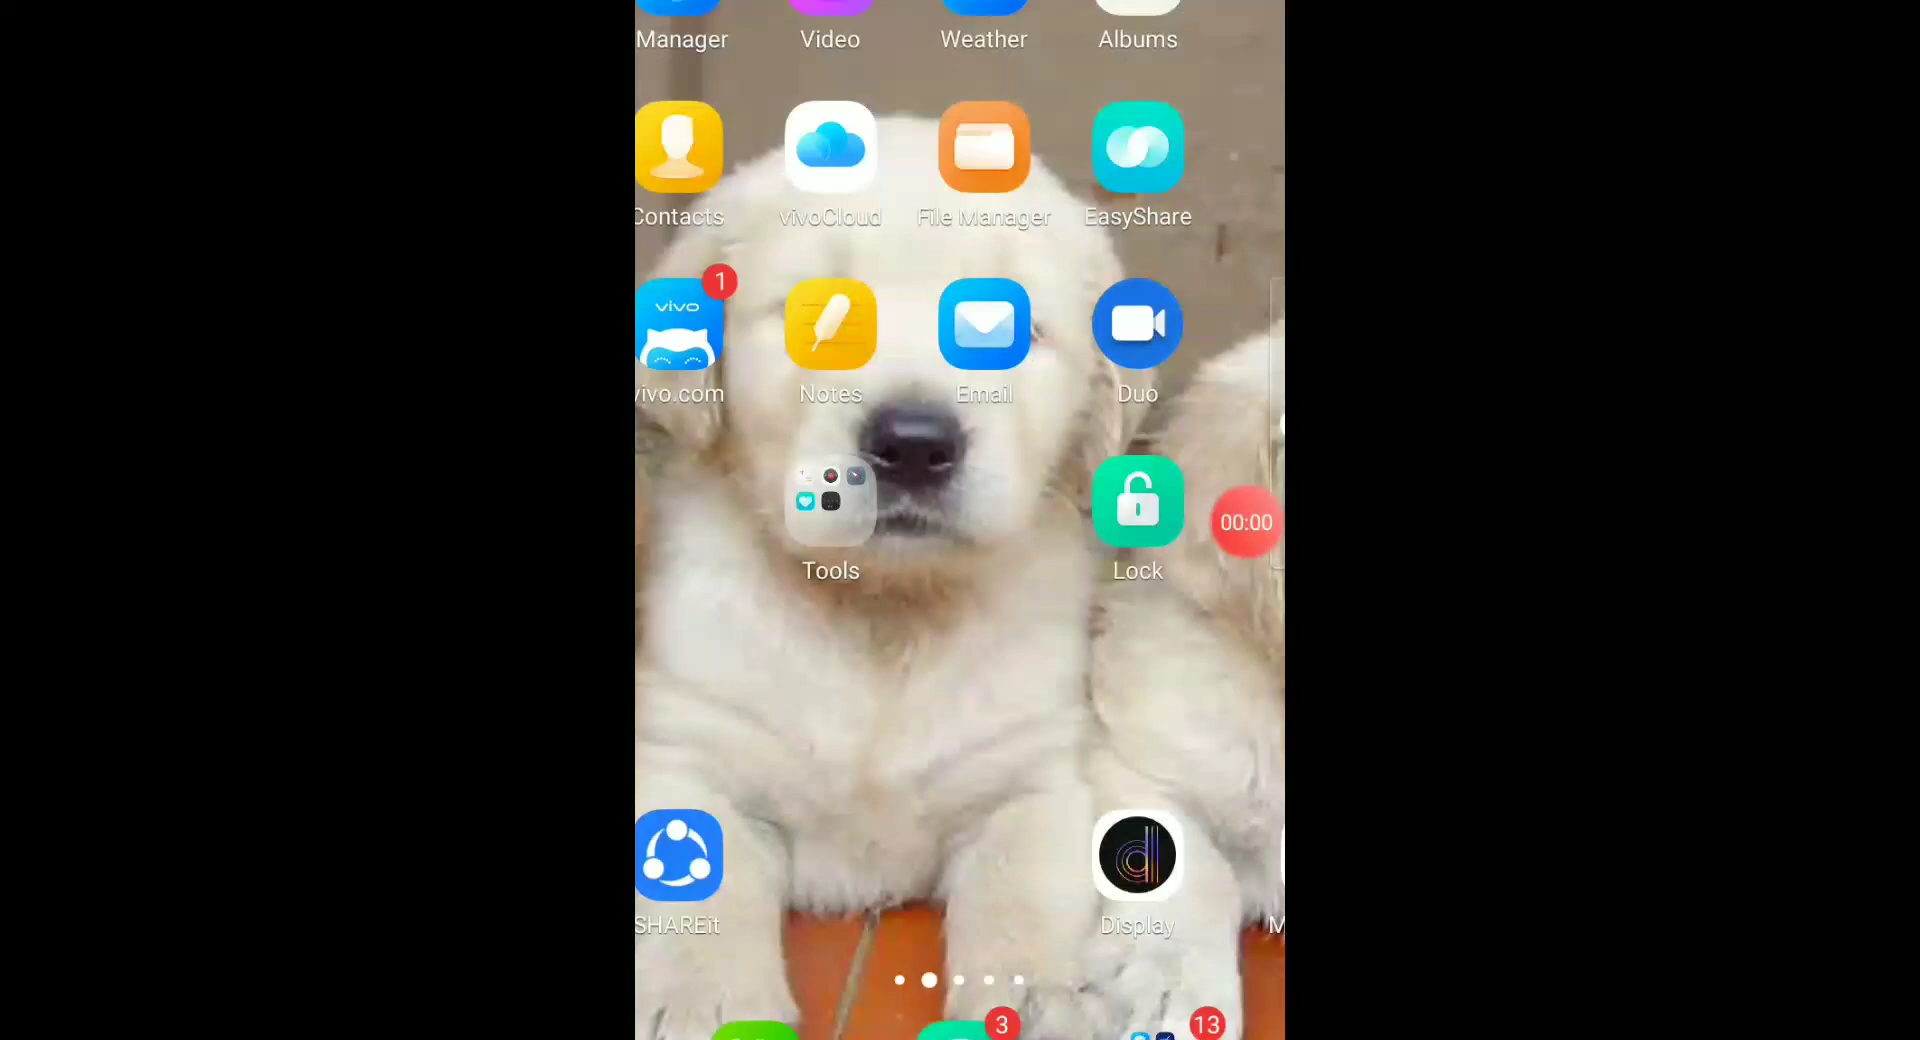 Manager Video Weather Albums
Contacts vivoCloud File Manager EasyShare
1
vivo
vivo.com Notes Email Duo
00:00
Tools Lock
SHAREit Display M
3 13